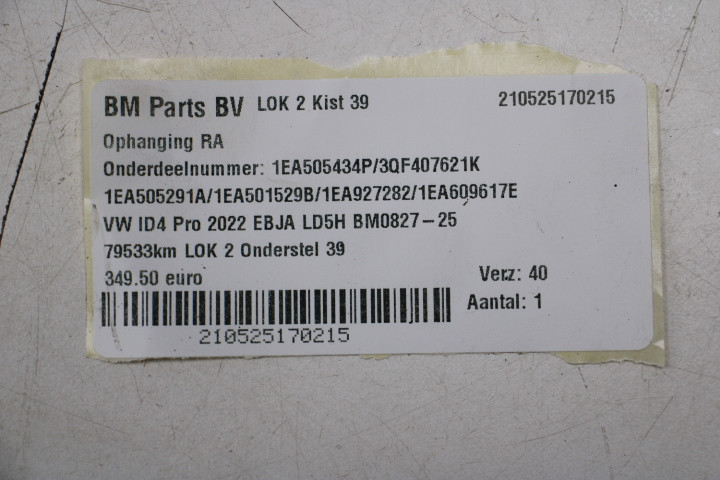 BM Parts BV LOK 2 Kist 39 210525170215
Ophanging RA
Onderdeelnummer: 1EA505434P/3QF407621K
1EA505291A/1EA501529B/1EA927282/1EA609617E
VW ID4 Pro 2022 EBJA LD5H BM0827-25
79533km LOK 2 Onderstel 39
349.50 euro Verz: 40
Aantal: 1
210525170215